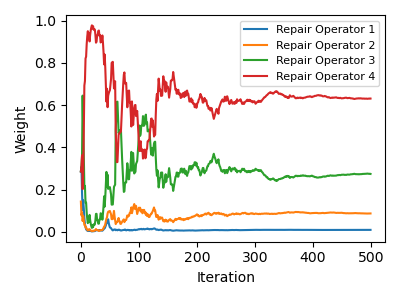 1.0
0.8
0.6
0.4
0.2
0.0
Weight
Repair Operator 1
Repair Operator 2
Repair Operator 3
Repair Operator 4
0 100 200 300 400 500
Iteration